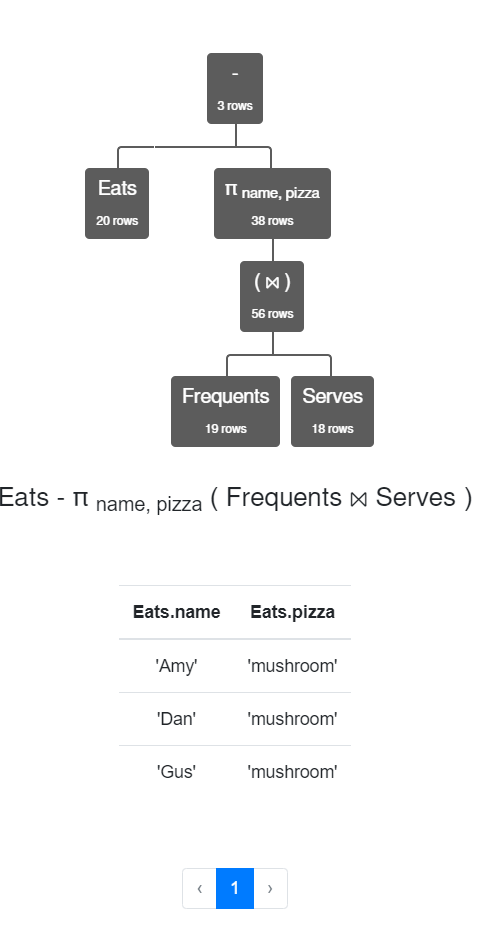 -
3 rows
Eats
20 rows
π name, pizza
38 rows
( ⋈ )
56 rows
Frequents
19 rows
Serves
18 rows
Eats - π name, pizza ( Frequents ⋈ Serves )
Eats.name Eats.pizza
'Amy' 'mushroom'
'Dan' 'mushroom'
'Gus' 'mushroom'
‹ 1 ›